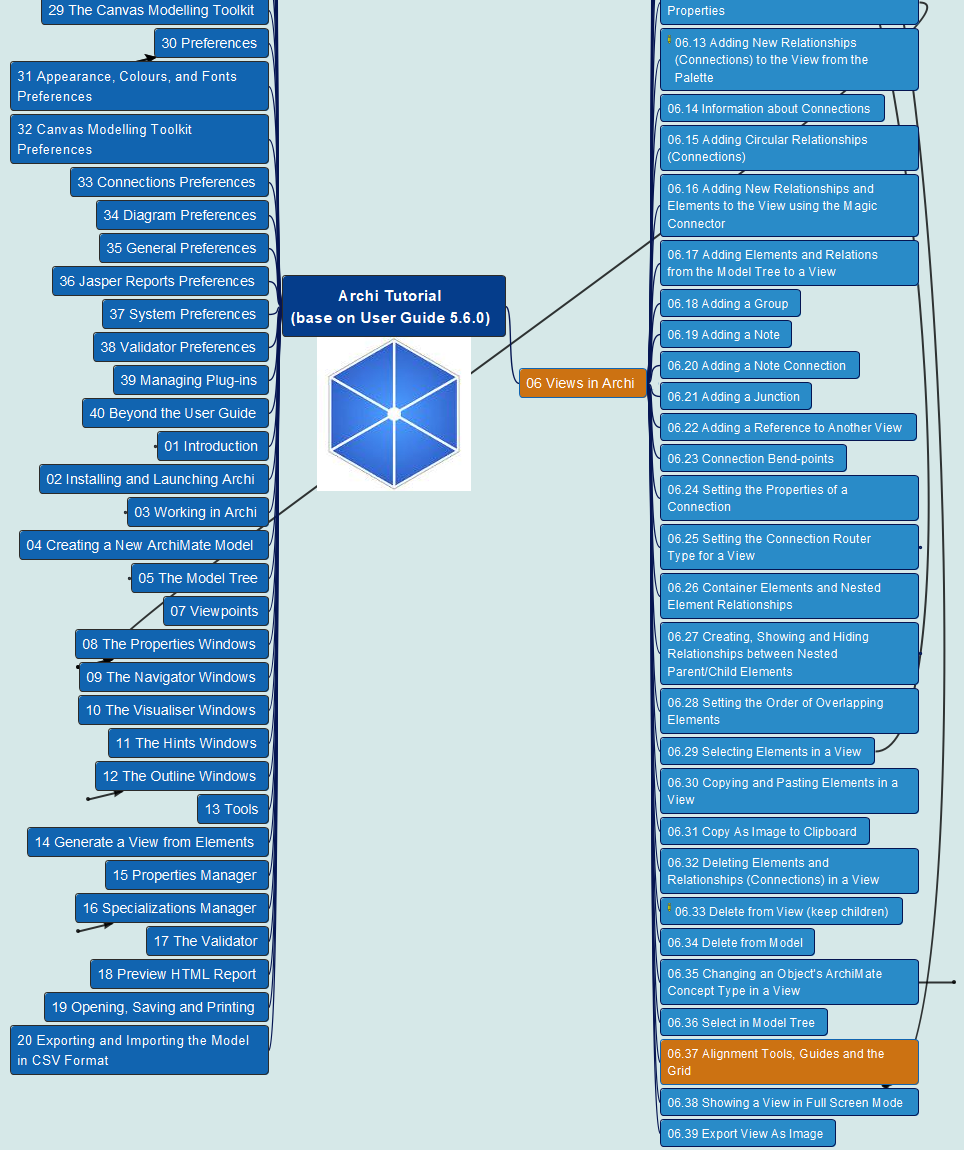 29 The Canvas Modelling Toolkit
30 Preferences
31 Appearance, Colours, and Fonts
Preferences
32 Canvas Modelling Toolkit
Preferences
33 Connections Preferences
34 Diagram Preferences
35 General Preferences
36 Jasper Reports Preferences
37 System Preferences
38 Validator Preferences
39 Managing Plug-ins
40 Beyond the User Guide
01 Introduction
02 Installing and Launching Archi
03 Working in Archi
04 Creating a New ArchiMate Model
05 The Model Tree
07 Viewpoints
08 The Properties Windows
09 The Navigator Windows
10 The Visualiser Windows
11 The Hints Windows
12 The Outline Windows
13 Tools
14 Generate a View from Elements
15 Properties Manager
16 Specializations Manager
17 The Validator
18 Preview HTML Report
19 Opening, Saving and Printing
20 Exporting and Importing the Model
in CSV Format
Archi Tutorial
(base on User Guide 5.6.0)
06 Views in Archi
Properties
06.13 Adding New Relationships
(Connections) to the View from the
Palette
06.14 Information about Connections
06.15 Adding Circular Relationships
(Connections)
06.16 Adding New Relationships and
Elements to the View using the Magic
Connector
06.17 Adding Elements and Relations
from the Model Tree to a View
06.18 Adding a Group
06.19 Adding a Note
06.20 Adding a Note Connection
06.21 Adding a Junction
06.22 Adding a Reference to Another View
06.23 Connection Bend-points
06.24 Setting the Properties of a
Connection
06.25 Setting the Connection Router
Type for a View
06.26 Container Elements and Nested
Element Relationships
06.27 Creating, Showing and Hiding
Relationships between Nested
Parent/Child Elements
06.28 Setting the Order of Overlapping
Elements
06.29 Selecting Elements in a View
06.30 Copying and Pasting Elements in a
View
06.31 Copy As Image to Clipboard
06.32 Deleting Elements and
Relationships (Connections) in a View
06.33 Delete from View (keep children)
06.34 Delete from Model
06.35 Changing an Object's ArchiMate
Concept Type in a View
06.36 Select in Model Tree
06.37 Alignment Tools, Guides and the
Grid
06.38 Showing a View in Full Screen Mode
06.39 Export View As Image